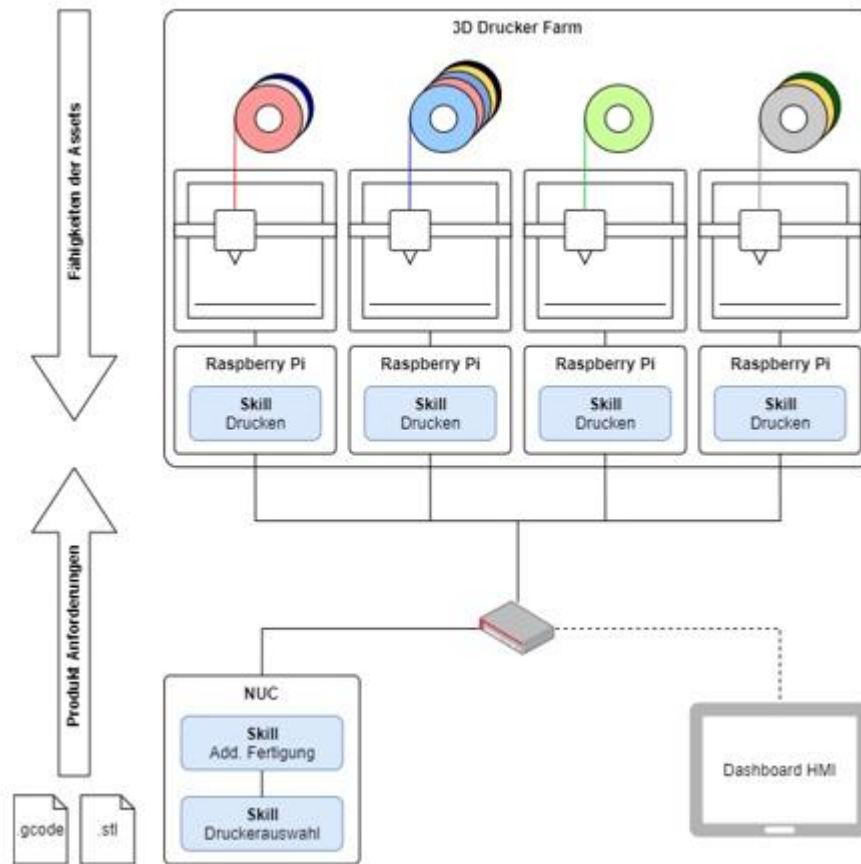 3D Drucker Farm
Fähigkeiten der Assets
Raspberry Pi
Skill
Drucken
Raspberry Pi
Skill
Drucken
Raspberry Pi
Skill
Drucken
Raspberry Pi
Skill
Drucken
Produkt Anforderungen
NUC
Skill
Add. Fertigung
Skill
Druckerauswahl
Dashboard HMI
.gcode
.stl